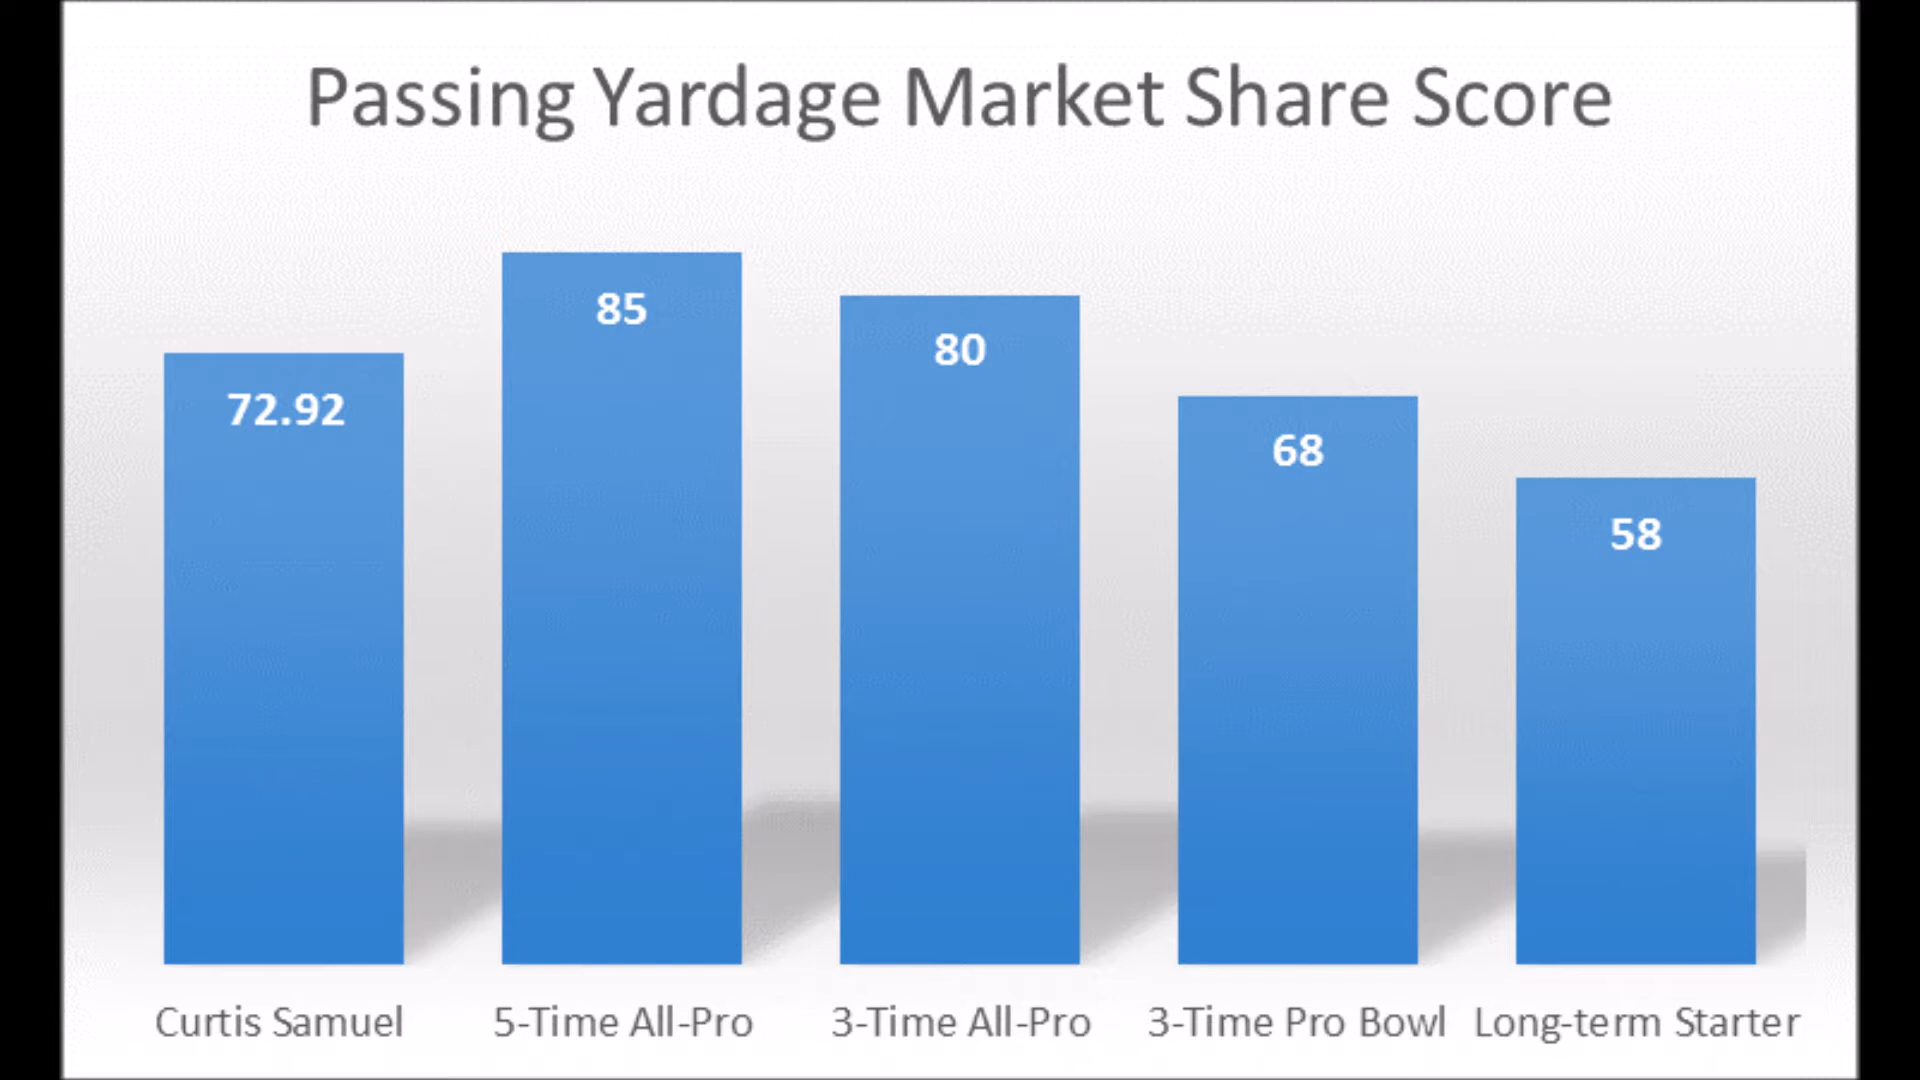 Passing Yardage Market Share Score
85
80
72.92
68
58
Curtis Samuel 5-Time All-Pro 3-Time All-Pro 3-Time Pro Bowl Long-term Starter